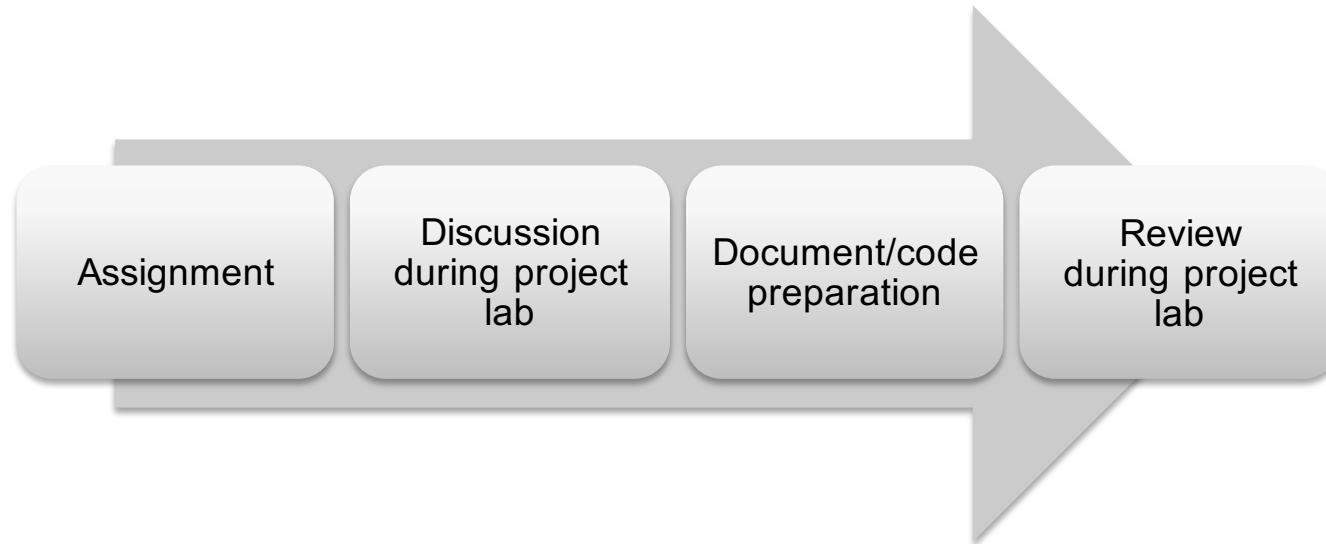 Assignment
Discussion
during project
lab
Document/code
preparation
Review
during project
lab